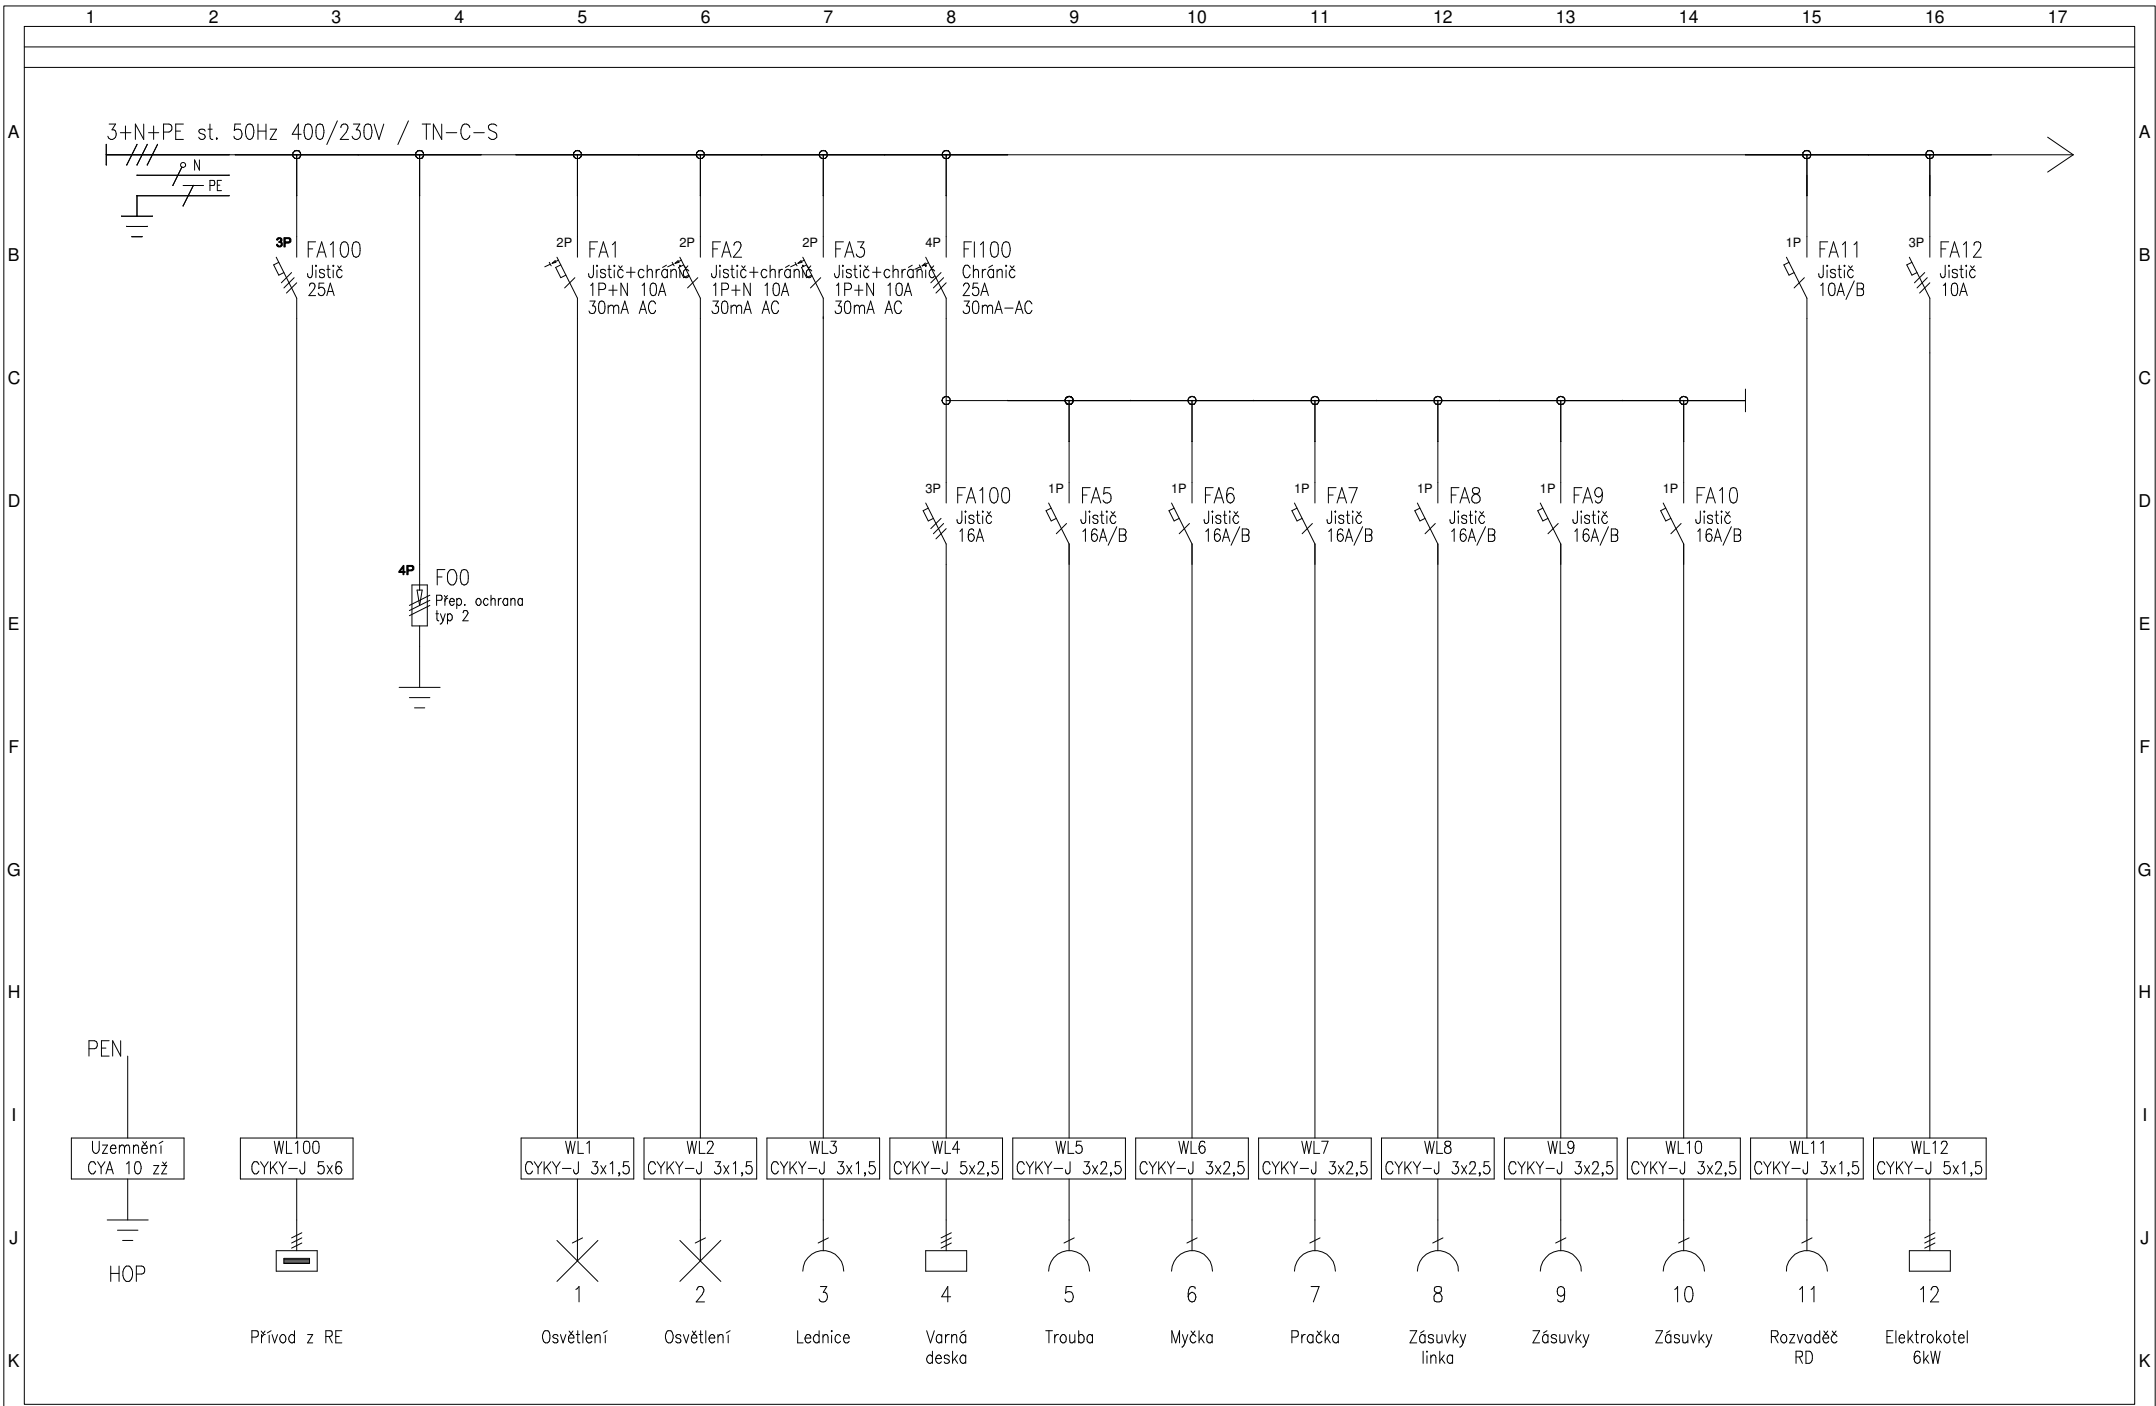 1 2 3 4 5 6 7 8 9 10 11 12 13 14 15 16 17
A A
3+N+PE st. 50Hz 400/230V / TN-C-S
N
PE
B B
3P FA100
Jistič
25A
2P FA1
Jistič+chránič
1P+N 10A
30mA AC
2P FA2
Jistič+chránič
1P+N 10A
30mA AC
2P FA3
Jistič+chránič
1P+N 10A
30mA AC
4P FI100
Chránič
25A
30mA-AC
1P FA11
Jistič
10A/B
3P FA12
Jistič
10A
C C
D D
3P FA100
Jistič
16A
1P FA5
Jistič
16A/B
1P FA6
Jistič
16A/B
1P FA7
Jistič
16A/B
1P FA8
Jistič
16A/B
1P FA9
Jistič
16A/B
1P FA10
Jistič
16A/B
4P FO0
Přep. ochrana
typ 2
E E
F F
G G
H H
PEN
I I
Uzemnění
CYA 10 zž
WL100
CYKY-J 5x6
WL1
CYKY-J 3x1,5
WL2
CYKY-J 3x1,5
WL3
CYKY-J 3x1,5
WL4
CYKY-J 5x2,5
WL5
CYKY-J 3x2,5
WL6
CYKY-J 3x2,5
WL7
CYKY-J 3x2,5
WL8
CYKY-J 3x2,5
WL9
CYKY-J 3x2,5
WL10
CYKY-J 3x2,5
WL11
CYKY-J 3x1,5
WL12
CYKY-J 5x1,5
J J
HOP
1 2 3 4 5 6 7 8 9 10 11 12
Přívod z RE
Osvětlení
Osvětlení
Lednice
Varná
deska
Trouba
Myčka
Pračka
Zásuvky
linka
Zásuvky
Zásuvky
Rozvaděč
RD
Elektrokotel
6kW
K K